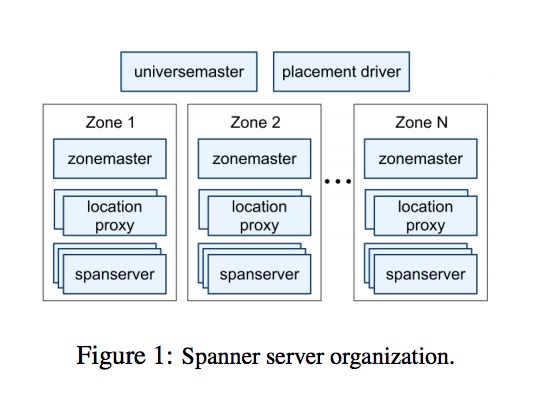 universemaster placement driver
Zone 1 Zone 2 Zone N
zonemaster zonemaster zonemaster
...
location location location
proxy proxy proxy
spanserver spanserver spanserver
Figure 1: Spanner server organization.